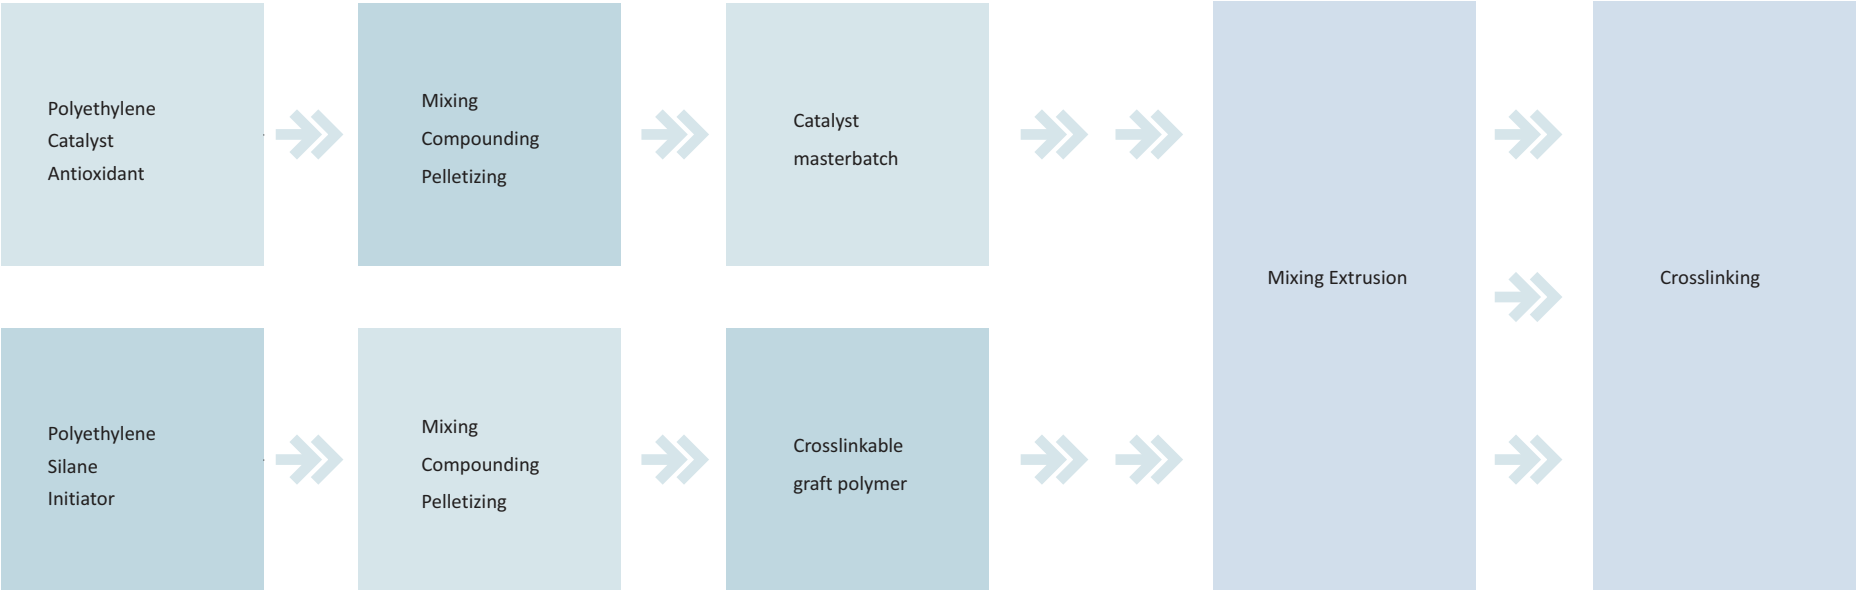 Polyethylene
Catalyst
Antioxidant
Mixing
Compounding
Pelletizing
Catalyst
masterbatch
Polyethylene
Silane
Initiator
Mixing
Compounding
Pelletizing
Crosslinkable
graft polymer
Mixing Extrusion
Crosslinking